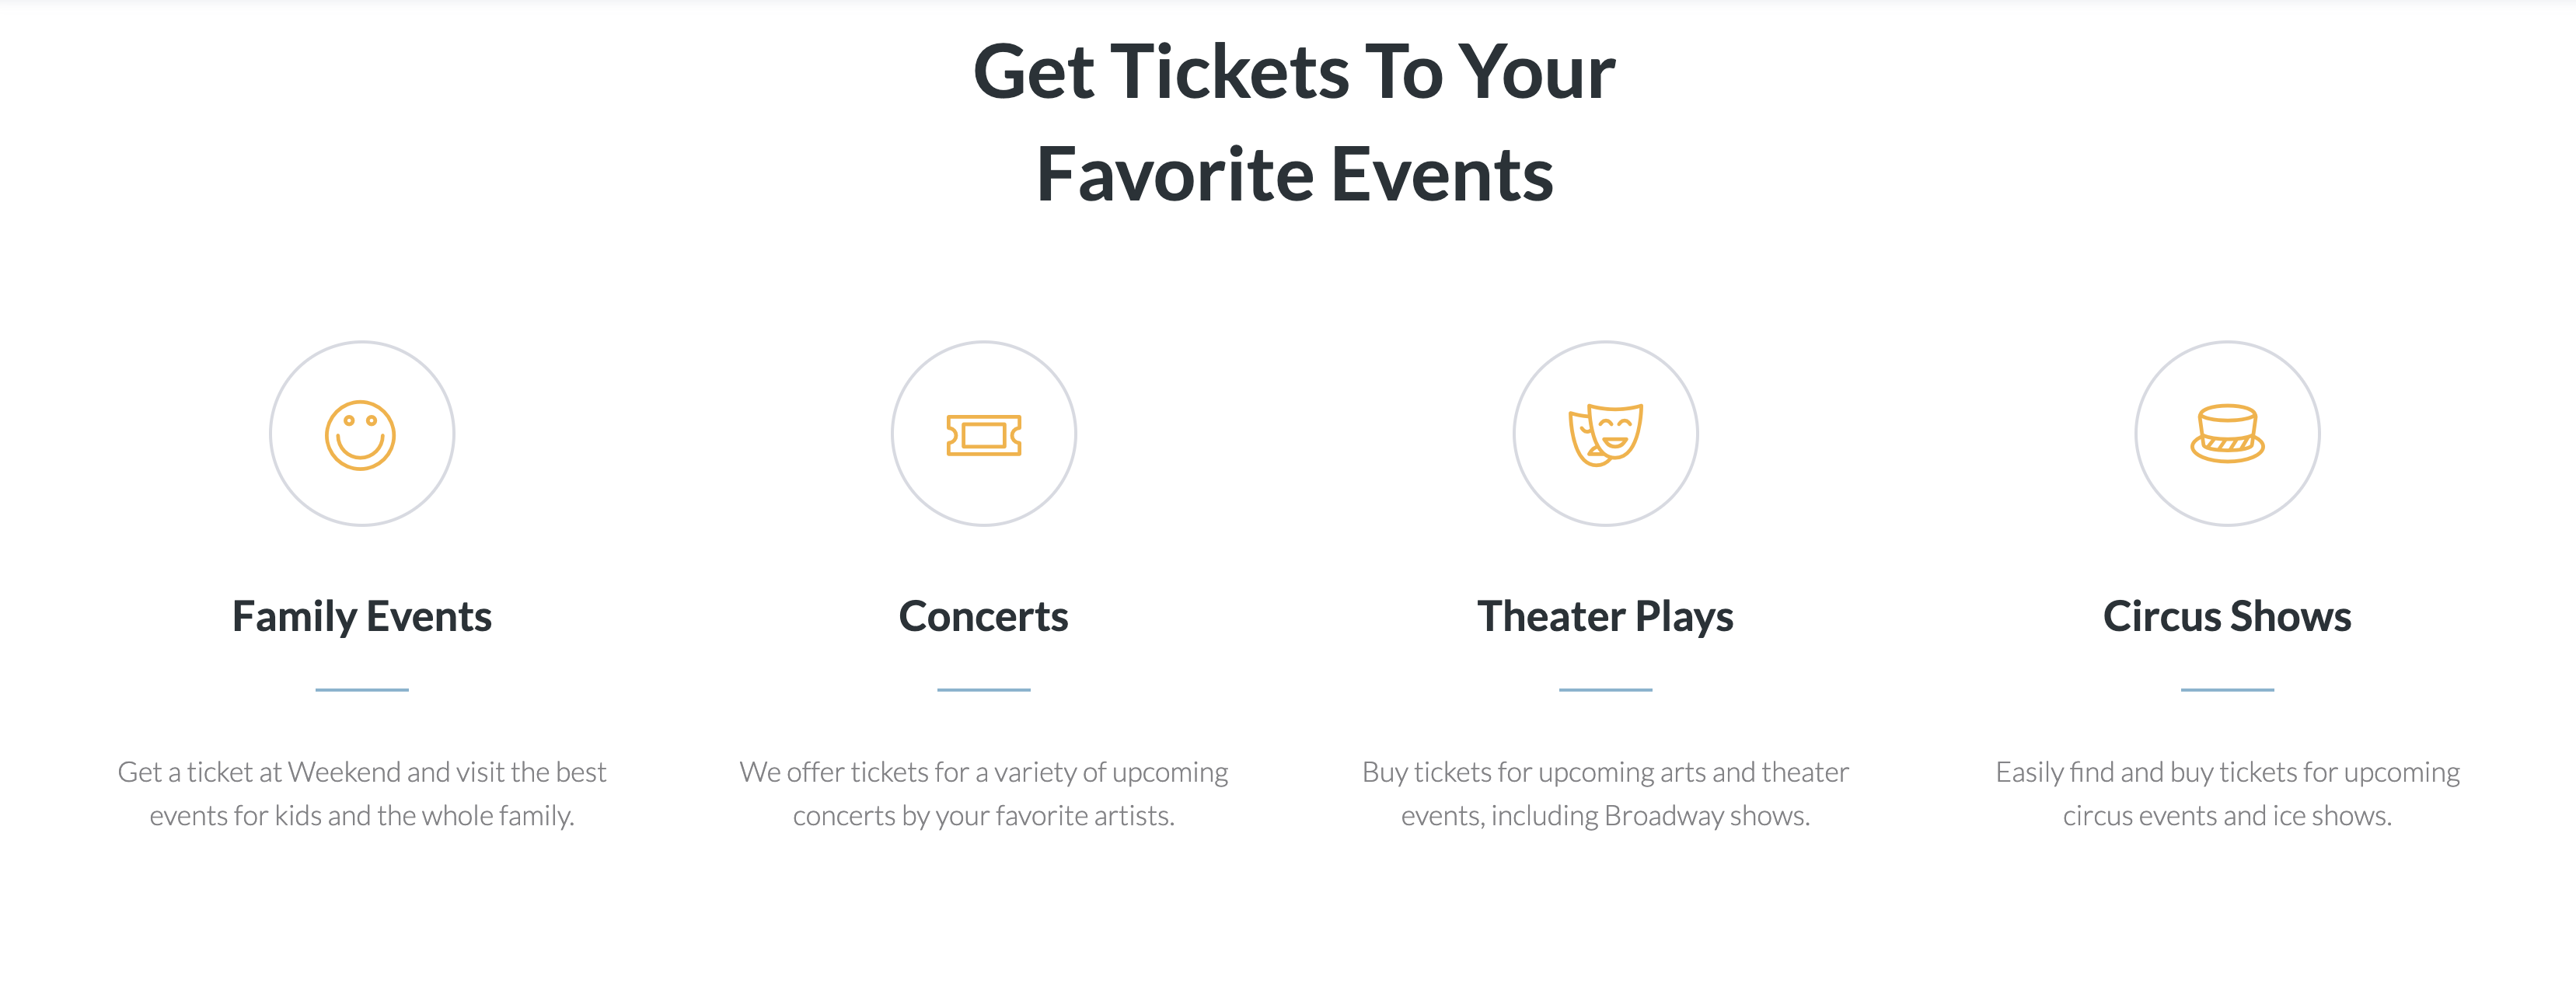 Get Tickets To Your
Favorite Events
Family Events
Get a ticket at Weekend and visit the best
events for kids and the whole family.
Concerts
We offer tickets for a variety of upcoming
concerts by your favorite artists.
Theater Plays
Buy tickets for upcoming arts and theater
events, including Broadway shows.
Circus Shows
Easily find and buy tickets for upcoming
circus events and ice shows.